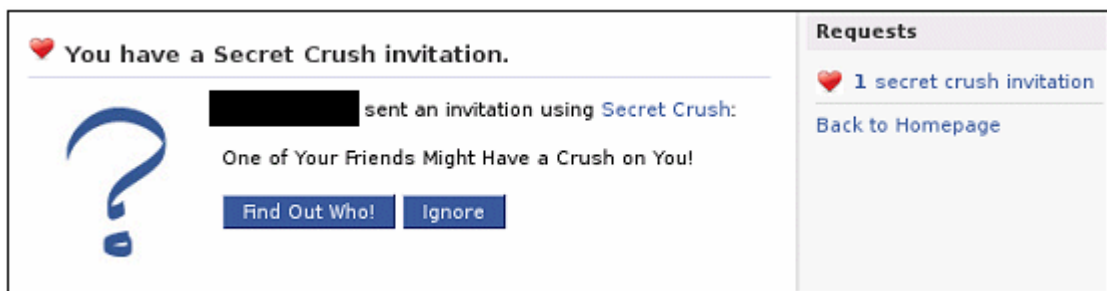 You have a Secret Crush invitation.
sent an invitation using Secret Crush:
One of Your Friends Might Have a Crush on You!
Find Out Who!
Ignore
Requests
1 secret crush invitation
Back to Homepage